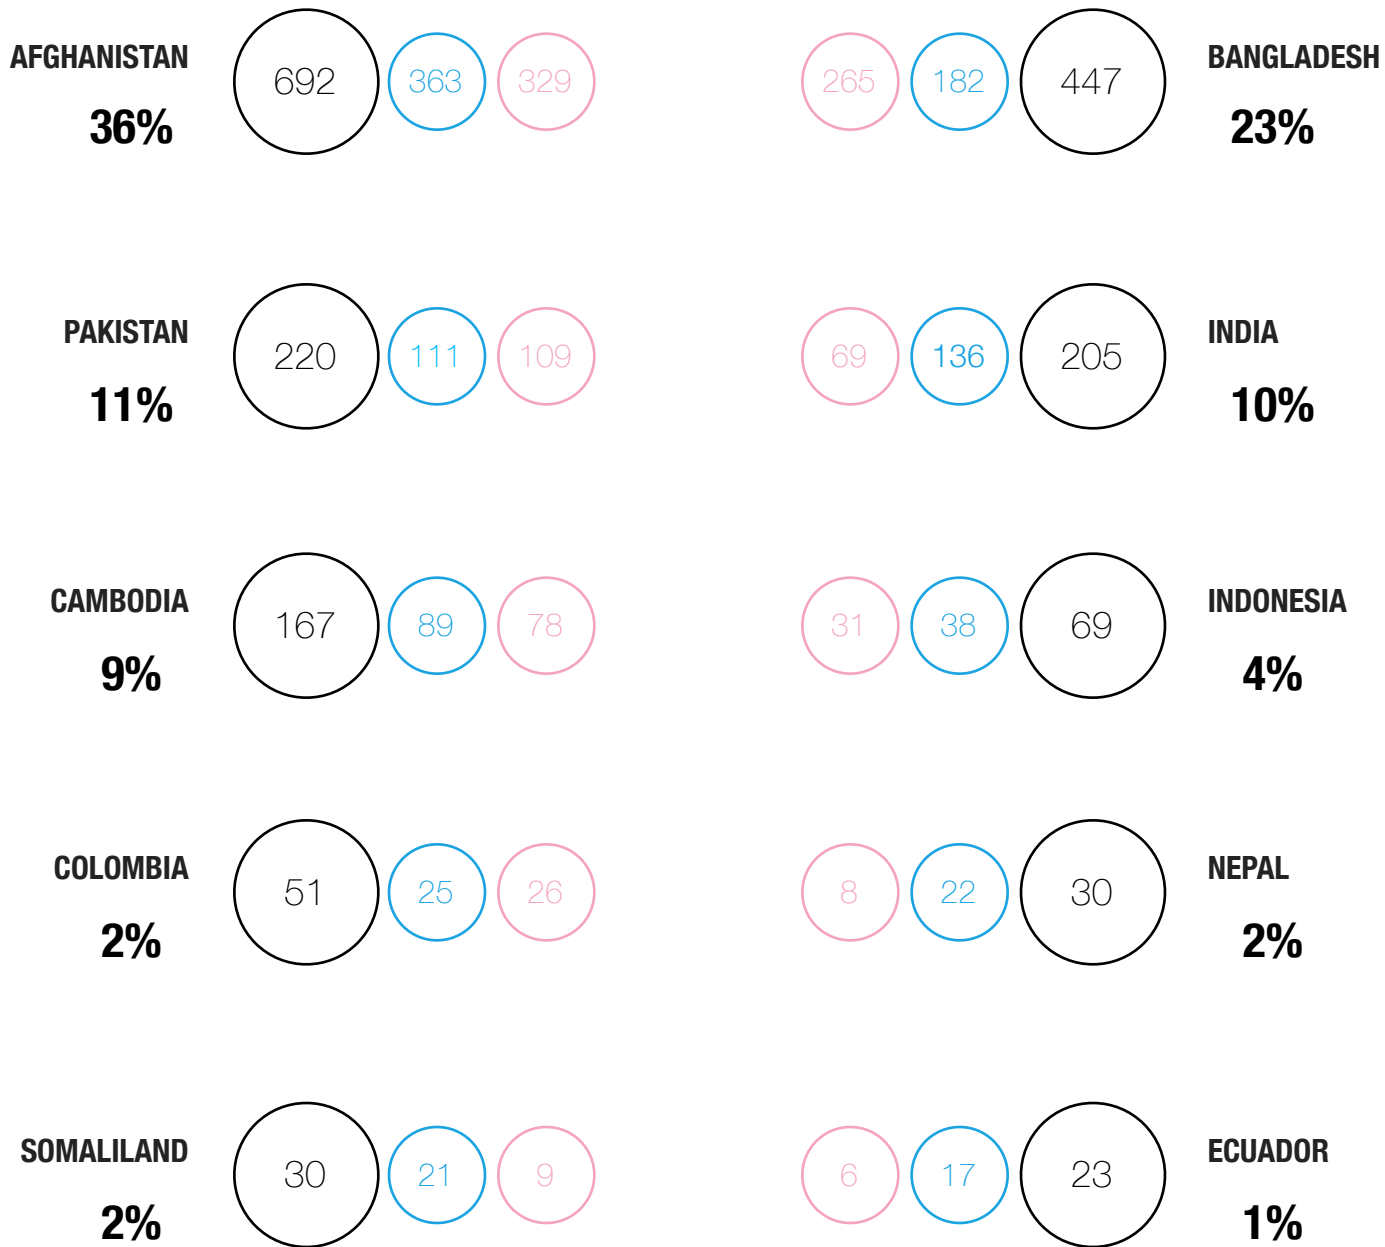 AFGHANISTAN
36%
692 363 329
265 182 447
BANGLADESH
23%
PAKISTAN
11%
220 111 109
69 136 205
INDIA
10%
CAMBODIA
9%
167 89 78
31 38 69
INDONESIA
4%
COLOMBIA
2%
51 25 26
8 22 30
NEPAL
2%
SOMALILAND
2%
30 21 9
6 17 23
ECUADOR
1%